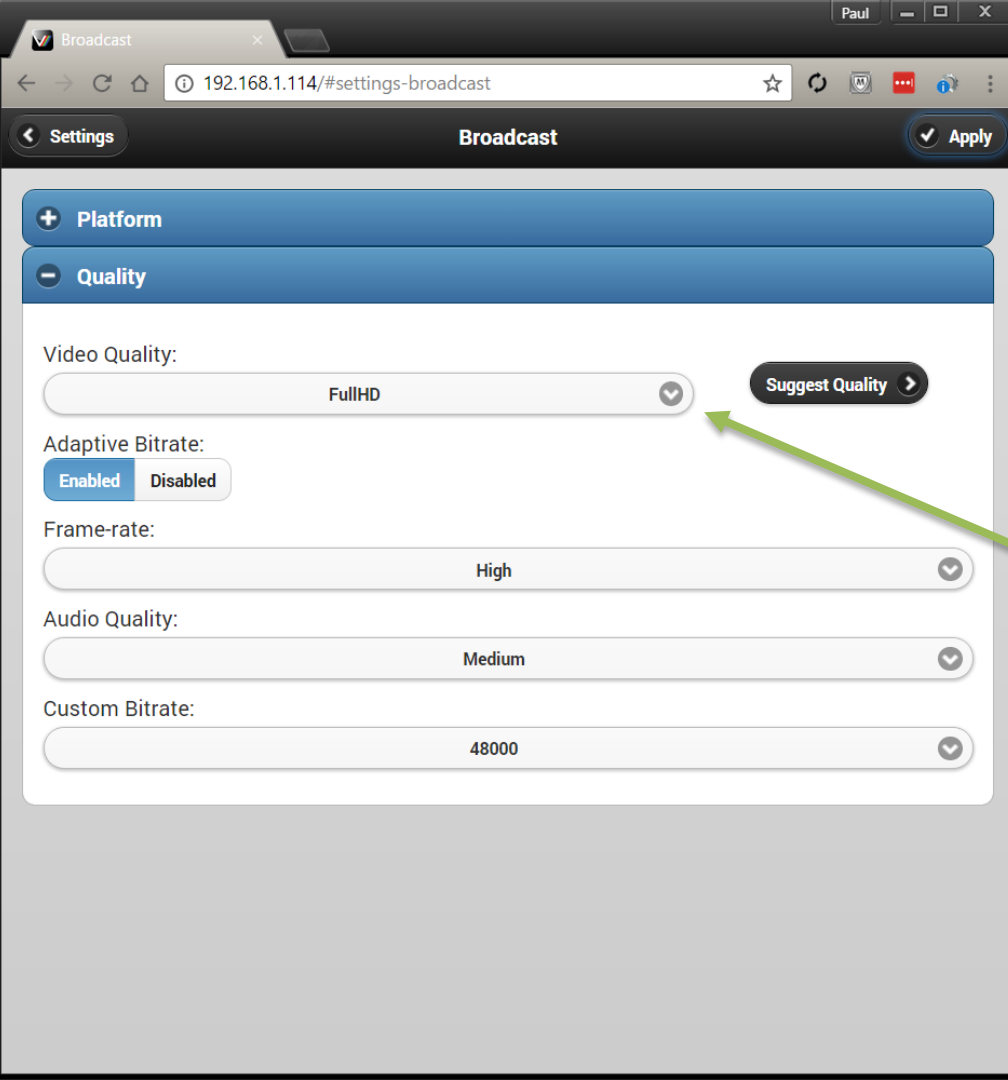 Paul
Broadcast
192.168.1.114/#settings-broadcast
Settings
Broadcast
Apply
Platform
Quality
Video Quality:
FullHD
Suggest Quality
Adaptive Bitrate:
Enabled Disabled
Frame-rate:
High
Audio Quality:
Medium
Custom Bitrate:
48000